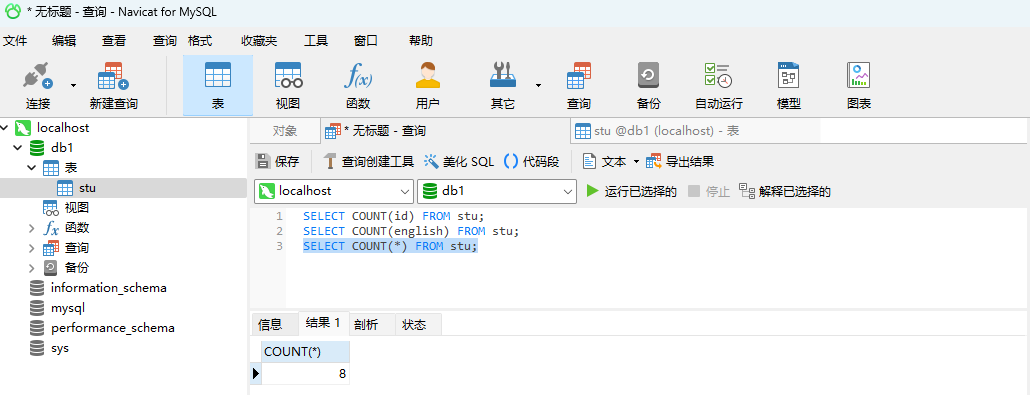 * 无标题 - 查询 - Navicat for MySQL
文件 编辑 查看 查询 格式 收藏夹 工具 窗口 帮助
连接 新建查询 表 视图 函数 用户 其它 查询 备份 自动运行 模型 图表
localhost
db1
表
stu
视图
函数
查询
备份
information_schema
mysql
performance_schema
sys
对象 * 无标题 - 查询 stu @db1 (localhost) - 表
保存 查询创建工具 美化 SQL 代码段 文本 导出结果
localhost db1 运行已选择的 停止 解释已选择的
1 SELECT COUNT(id) FROM stu;
2 SELECT COUNT(english) FROM stu;
3 SELECT COUNT(*) FROM stu;
信息 结果 1 剖析 状态
COUNT(*)
8